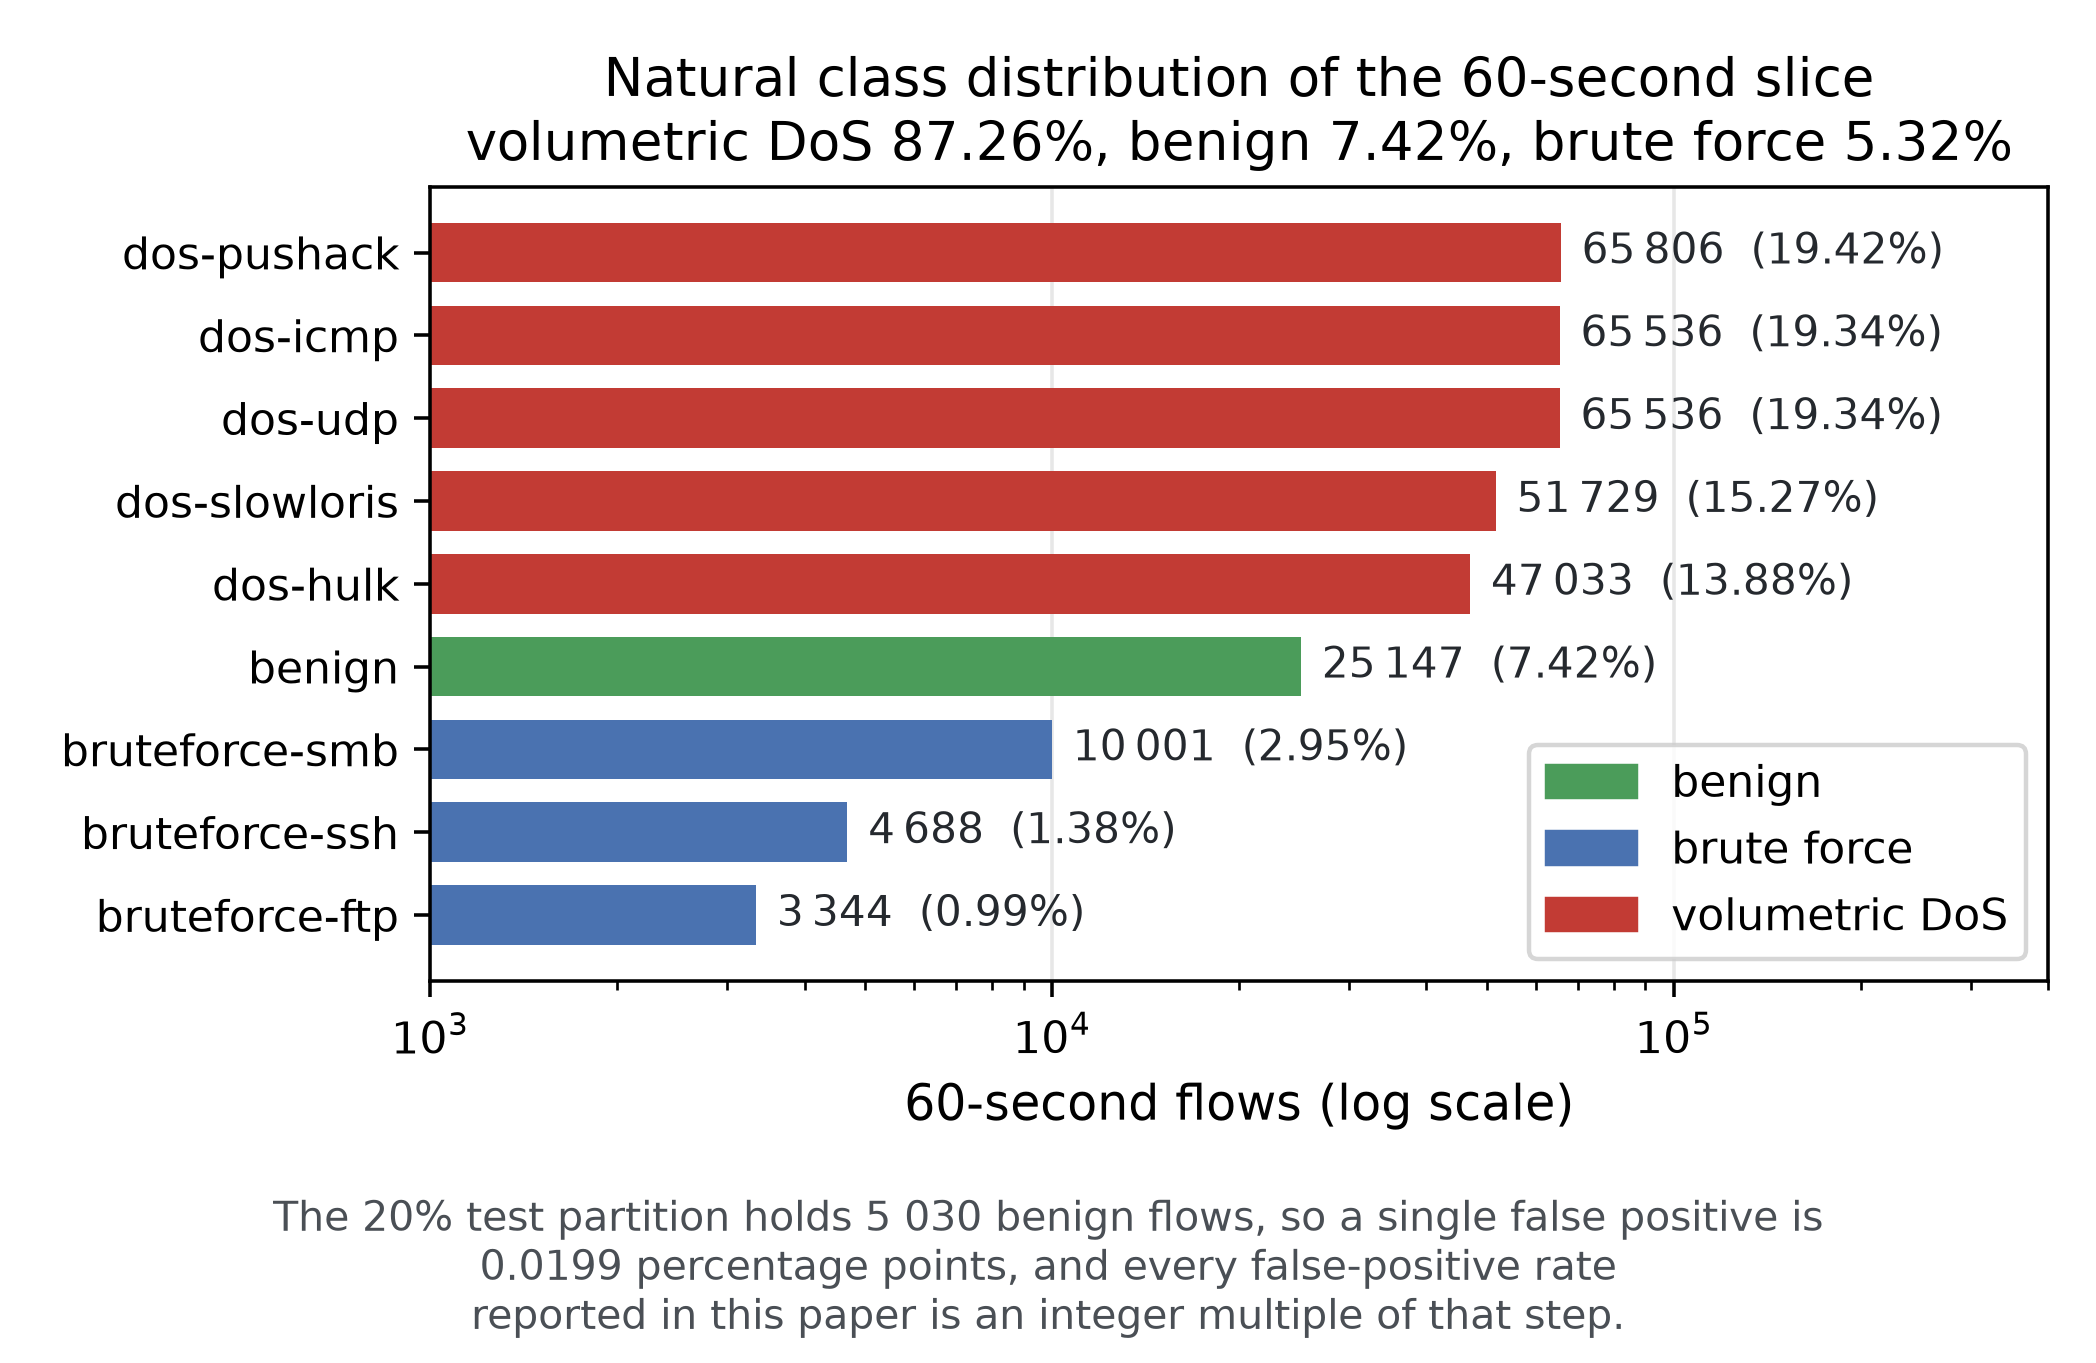 Natural class distribution of the 60-second slice
volumetric DoS 87.26%, benign 7.42%, brute force 5.32%
dos-pushack 65 806 (19.42%)
dos-icmp 65 536 (19.34%)
dos-udp 65 536 (19.34%)
dos-slowloris 51 729 (15.27%)
dos-hulk 47 033 (13.88%)
benign 25 147 (7.42%)
bruteforce-smb 10 001 (2.95%)
bruteforce-ssh 4 688 (1.38%)
bruteforce-ftp 3 344 (0.99%)
benign
brute force
volumetric DoS
10³ 10⁴ 10⁵
60-second flows (log scale)
The 20% test partition holds 5 030 benign flows, so a single false positive is
0.0199 percentage points, and every false-positive rate
reported in this paper is an integer multiple of that step.